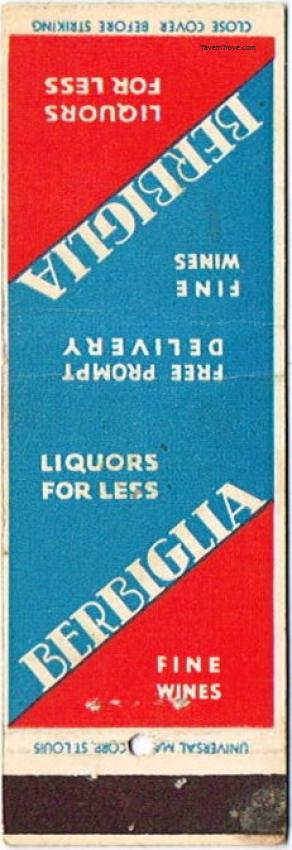 CLOSE COVER BEFORE STRIKING
TavernTrove.com
LIQUORS
FOR LESS
BERBIGLIA
FINE
WINES
FREE PROMPT
DELIVERY
LIQUORS
FOR LESS
BERBIGLIA
FINE
WINES
UNIVERSAL MA CORP. ST. LOUIS